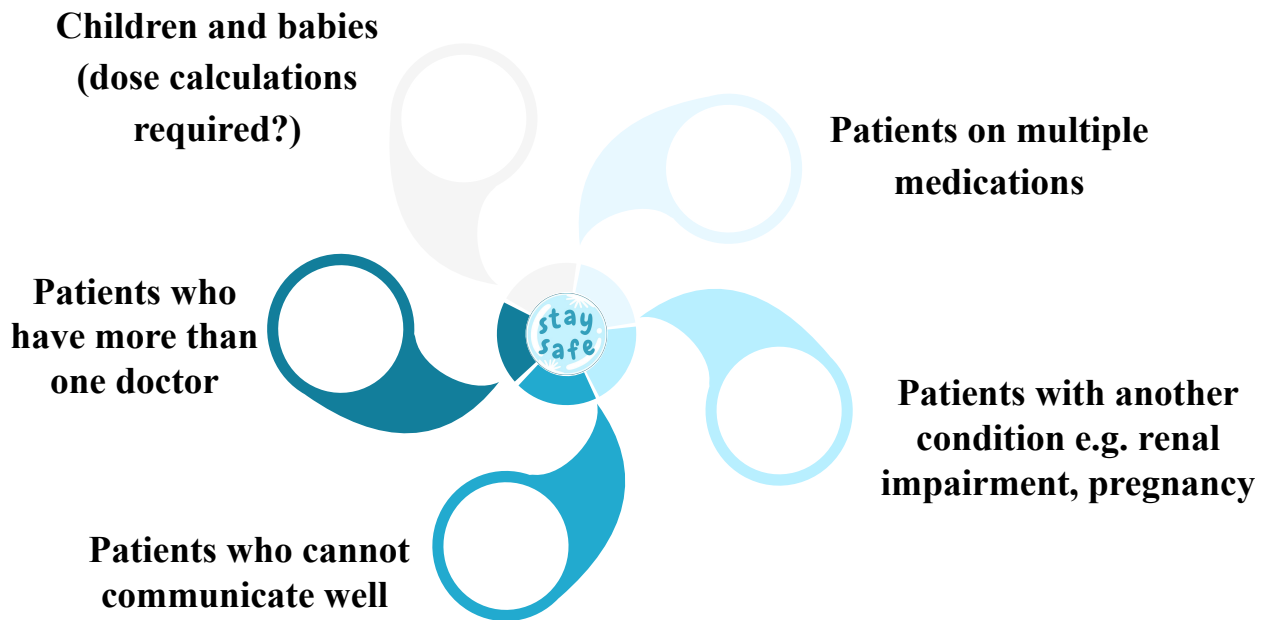 Children and babies
(dose calculations
required?)
Patients on multiple
medications
Patients who
have more than
one doctor
stay
safe
Patients with another
condition e.g. renal
impairment, pregnancy
Patients who cannot
communicate well